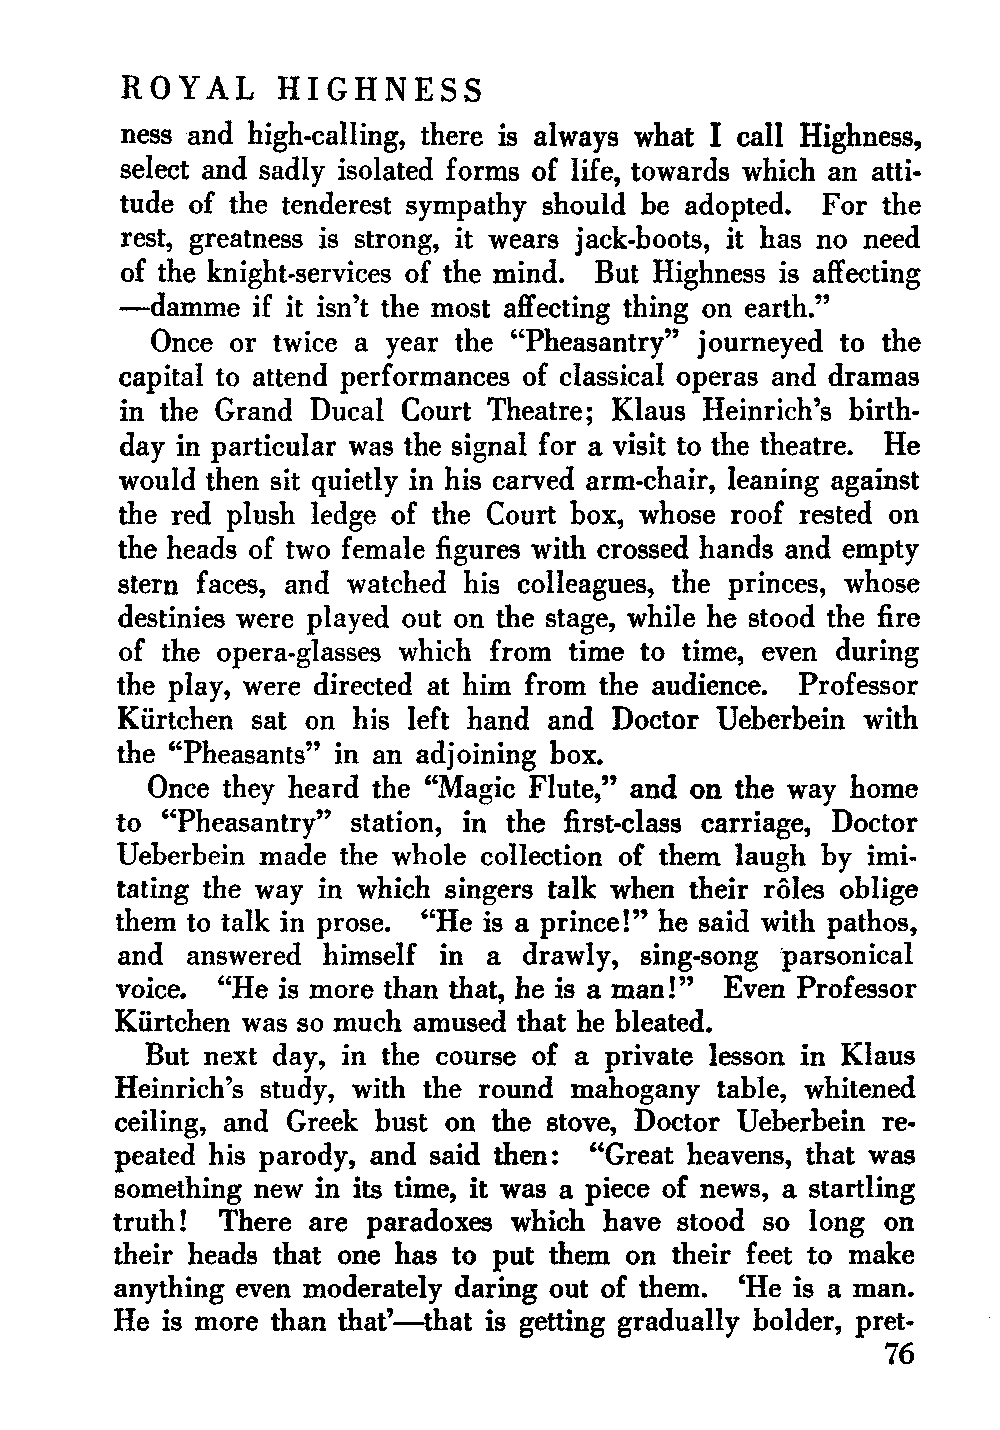 ROYAL HIGHNESS
ness and high-calling, there is always what I call Highness,
select and sadly isolated forms of life, towards which an atti-
tude of the tenderest sympathy should be adopted. For the
rest, greatness is strong, it wears jack-boots, it has no need
of the knight-services of the mind. But Highness is affecting
—damme if it isn't the most affecting thing on earth.”
Once or twice a year the “Pheasantry” journeyed to the
capital to attend performances of classical operas and dramas
in the Grand Ducal Court Theatre; Klaus Heinrich's birth-
day in particular was the signal for a visit to the theatre. He
would then sit quietly in his carved arm-chair, leaning against
the red plush ledge of the Court box, whose roof rested on
the heads of two female figures with crossed hands and empty
stern faces, and watched his colleagues, the princes, whose
destinies were played out on the stage, while he stood the fire
of the opera-glasses which from time to time, even during
the play, were directed at him from the audience. Professor
Kürtchen sat on his left hand and Doctor Ueberbein with
the “Pheasants” in an adjoining box.
Once they heard the “Magic Flute,” and on the way home
to “Pheasantry” station, in the first-class carriage, Doctor
Ueberbein made the whole collection of them laugh by imi-
tating the way in which singers talk when their rôles oblige
them to talk in prose. “He is a prince!” he said with pathos,
and answered himself in a drawly, sing-song parsonical
voice. “He is more than that, he is a man!” Even Professor
Kürtchen was so much amused that he bleated.
But next day, in the course of a private lesson in Klaus
Heinrich's study, with the round mahogany table, whitened
ceiling, and Greek bust on the stove, Doctor Ueberbein re-
peated his parody, and said then: “Great heavens, that was
something new in its time, it was a piece of news, a startling
truth! There are paradoxes which have stood so long on
their heads that one has to put them on their feet to make
anything even moderately daring out of them. ‘He is a man.
He is more than that’—that is getting gradually bolder, pret-
76